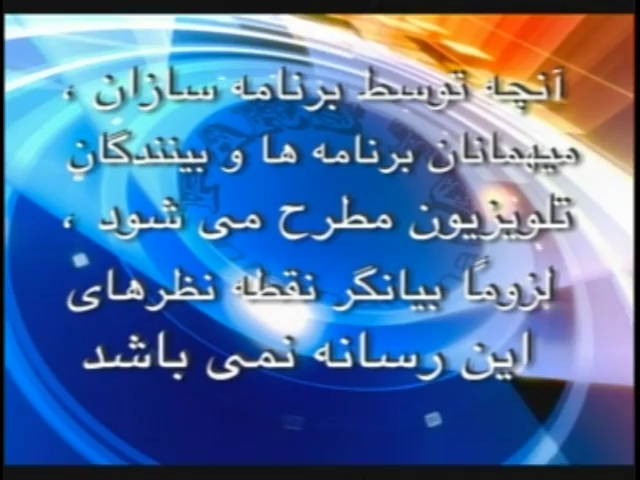 آنچه توسط برنامه سازان ،
میهمانان برنامه ها و بینندگان
تلویزیون مطرح می شود ،
لزوماً بیانگر نقطه نظرهای
این رسانه نمی باشد